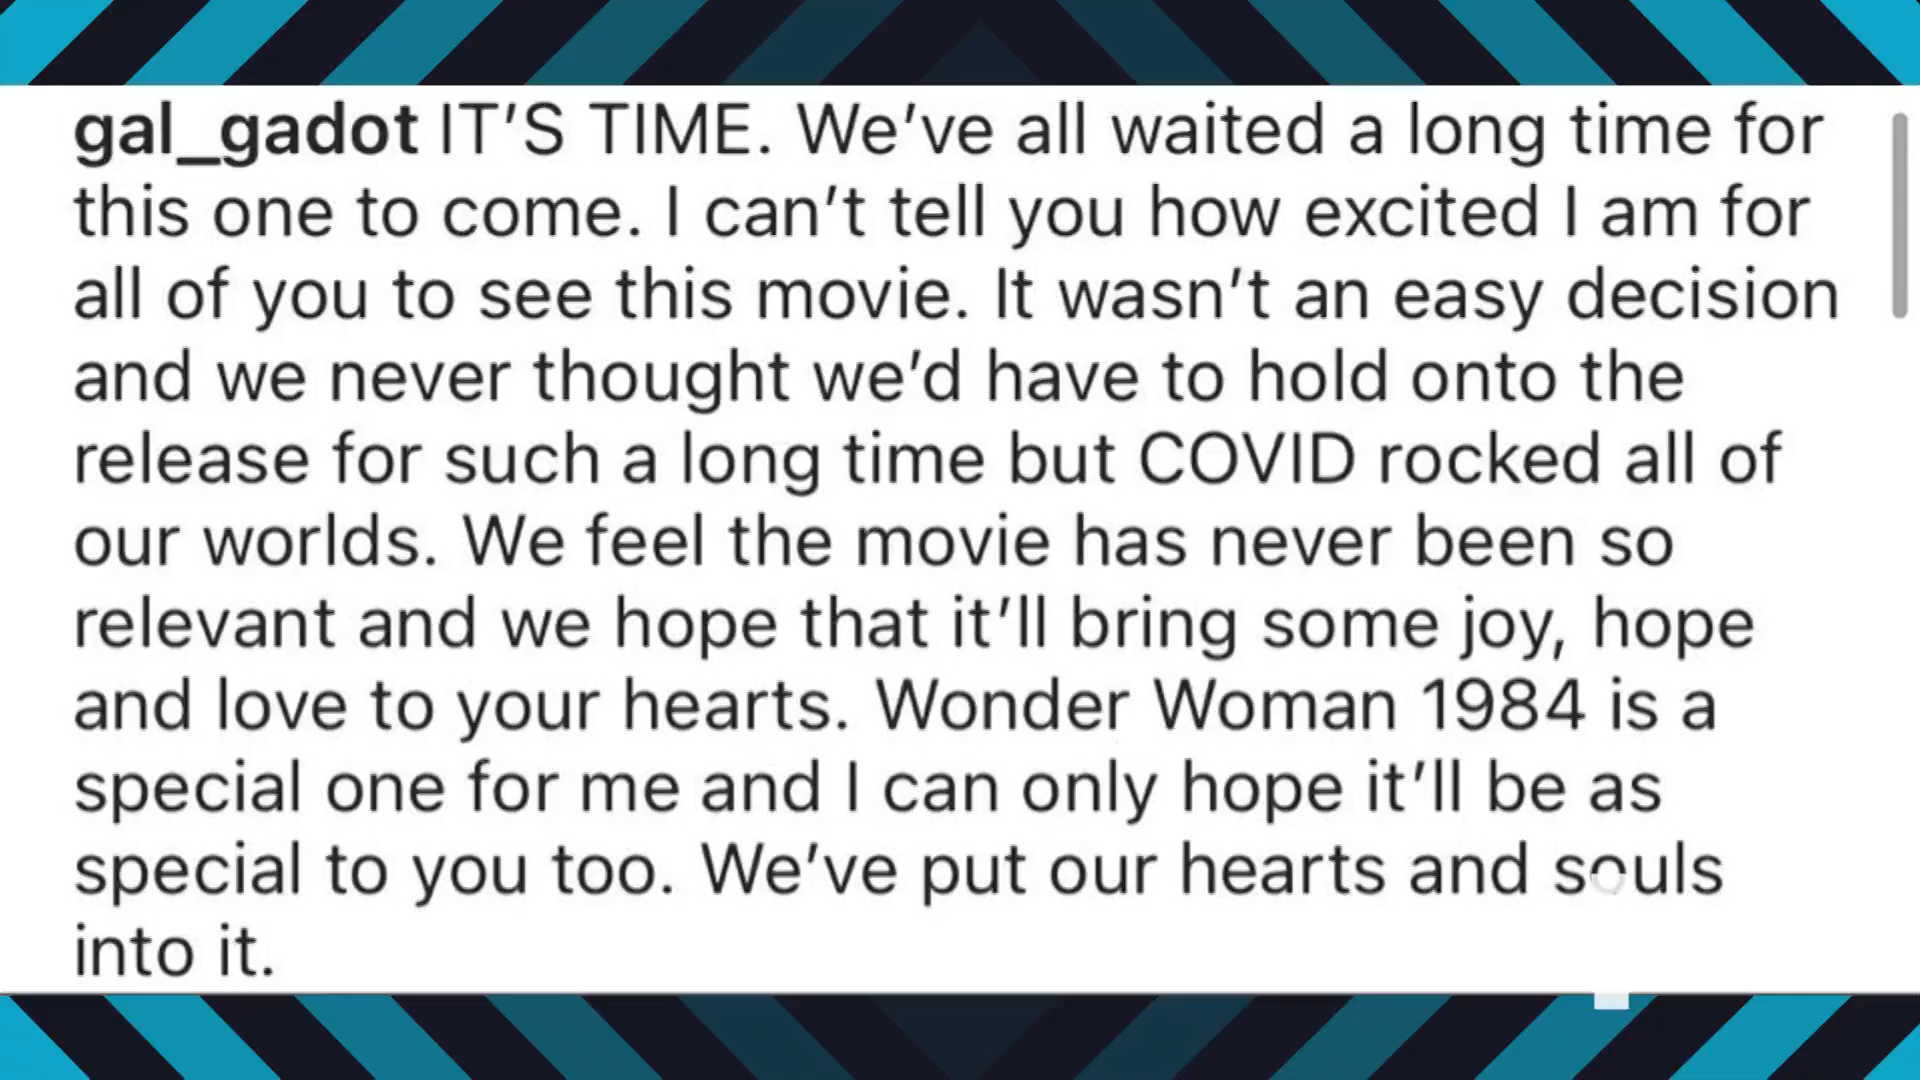 gal_gadot IT’S TIME. We’ve all waited a long time for
this one to come. I can’t tell you how excited I am for
all of you to see this movie. It wasn’t an easy decision
and we never thought we’d have to hold onto the
release for such a long time but COVID rocked all of
our worlds. We feel the movie has never been so
relevant and we hope that it’ll bring some joy, hope
and love to your hearts. Wonder Woman 1984 is a
special one for me and I can only hope it’ll be as
special to you too. We’ve put our hearts and souls
into it.